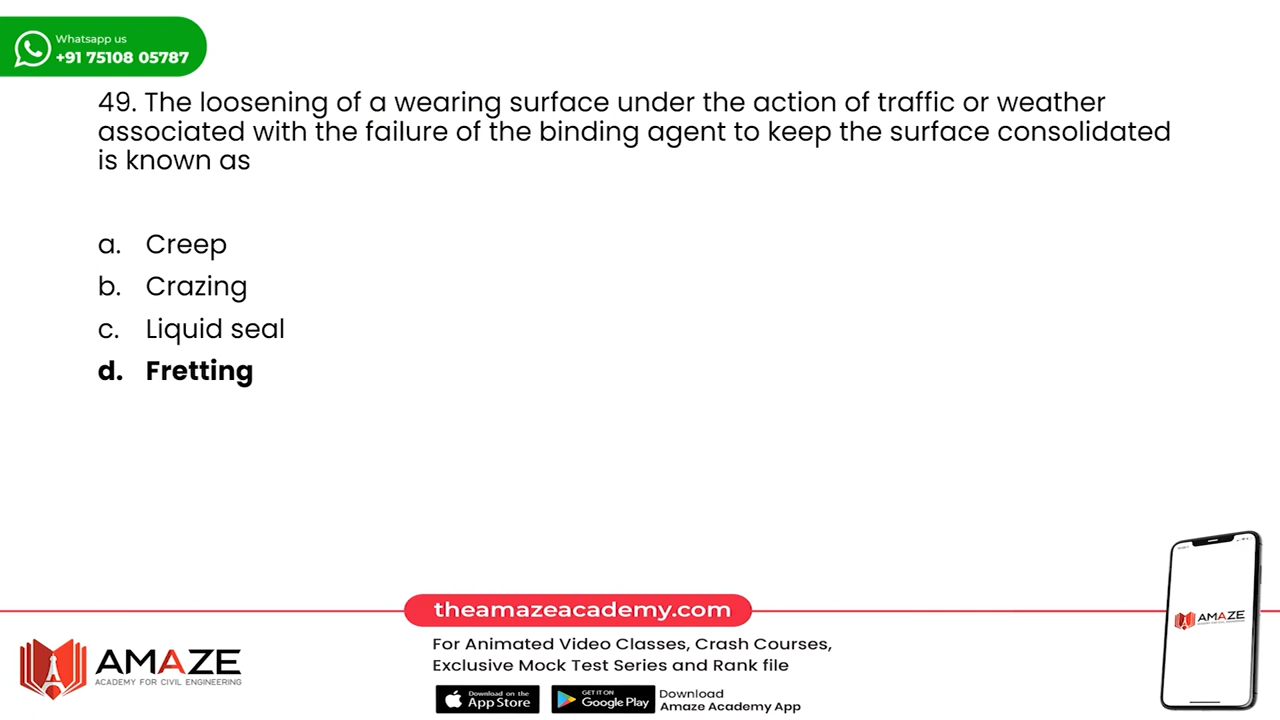 Whatsapp us
+91 75108 05787
49. The loosening of a wearing surface under the action of traffic or weather
associated with the failure of the binding agent to keep the surface consolidated
is known as
a. Creep
b. Crazing
c. Liquid seal
d. Fretting
theamazeacademy.com
For Animated Video Classes, Crash Courses,
Exclusive Mock Test Series and Rank file
AMAZE
ACADEMY FOR CIVIL ENGINEERING
Download on the
App Store
GET IT ON
Google Play
Download
Amaze Academy App
AMAZE